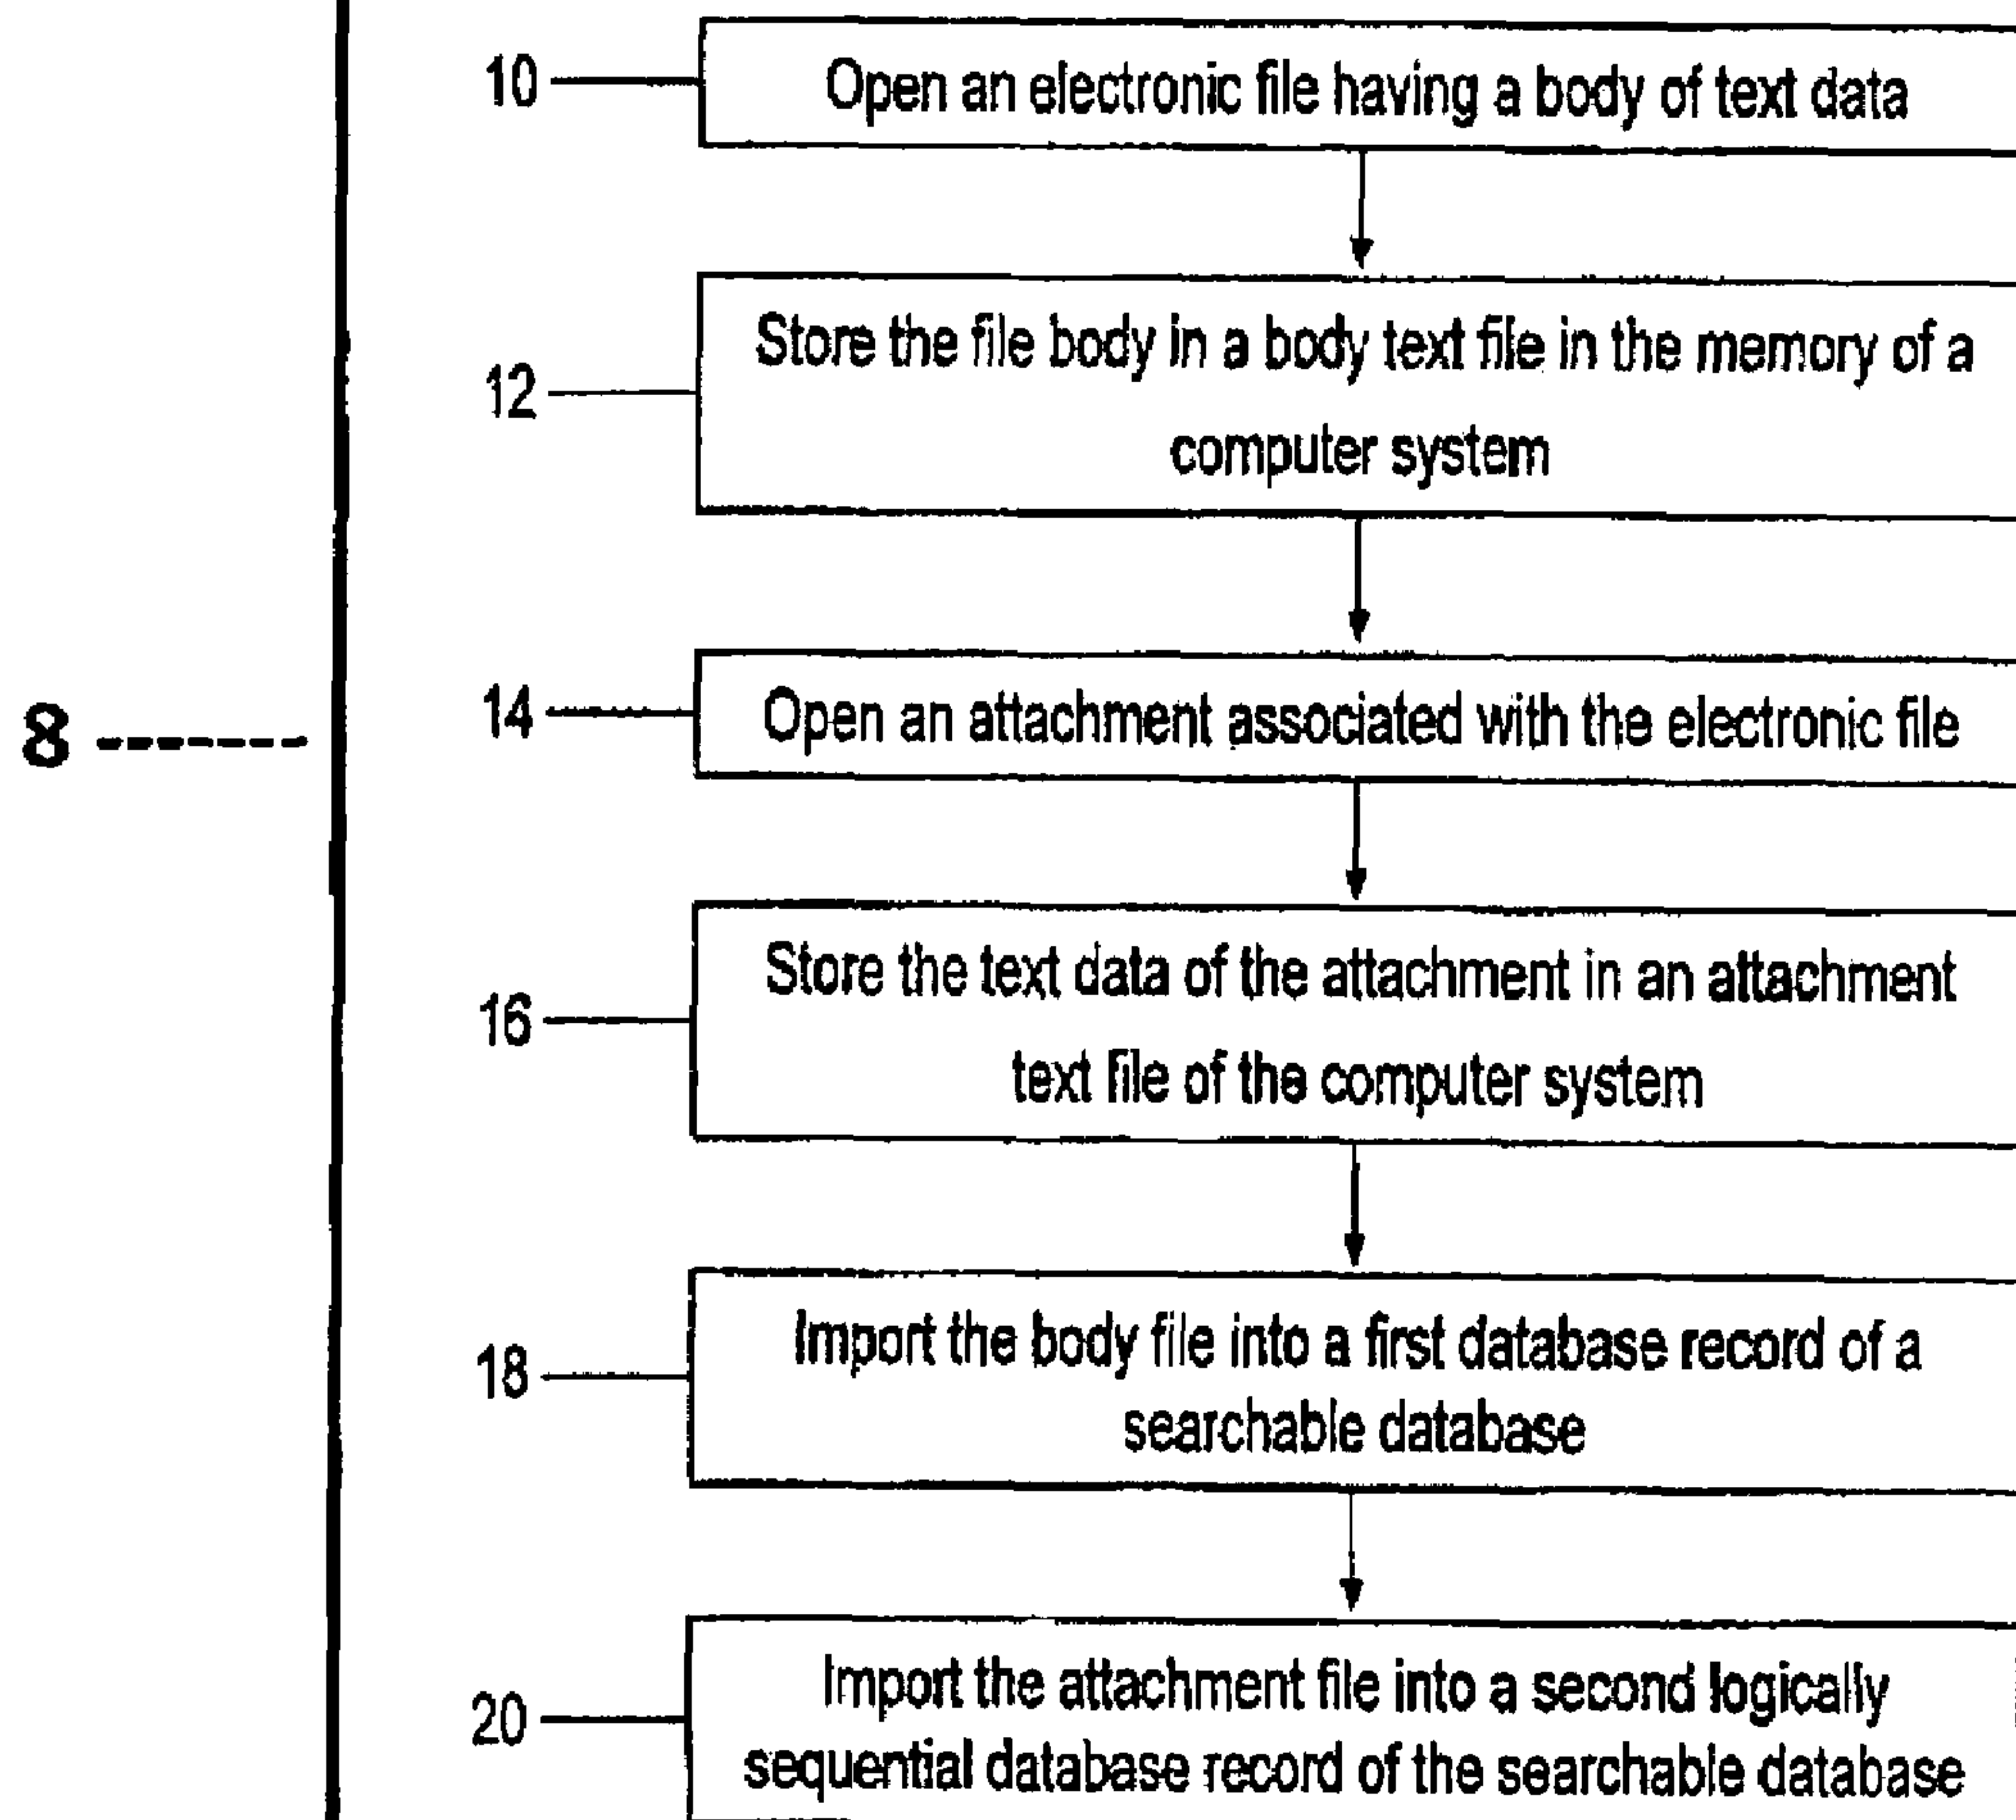 10
Open an electronic file having a body of text data
12
Store the file body in a body text file in the memory of a
computer system
8
14
Open an attachment associated with the electronic file
16
Store the text data of the attachment in an attachment
text file of the computer system
18
Import the body file into a first database record of a
searchable database
20
Import the attachment file into a second logically
sequential database record of the searchable database